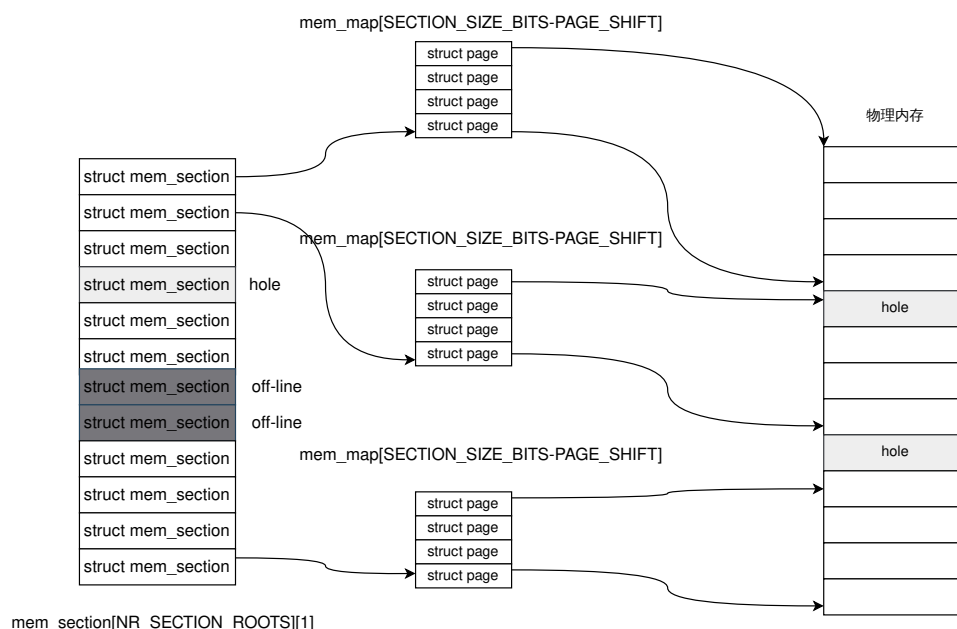 mem_map[SECTION_SIZE_BITS-PAGE_SHIFT]
struct page
struct page
struct page
struct page
物理内存
struct mem_section
struct mem_section
struct mem_section
struct mem_section
hole
struct mem_section
struct mem_section
struct mem_section
off-line
struct mem_section
off-line
struct mem_section
struct mem_section
struct mem_section
struct mem_section
mem_section[NR_SECTION_ROOTS][1]
mem_map[SECTION_SIZE_BITS-PAGE_SHIFT]
struct page
struct page
struct page
struct page
mem_map[SECTION_SIZE_BITS-PAGE_SHIFT]
struct page
struct page
struct page
struct page
hole
hole